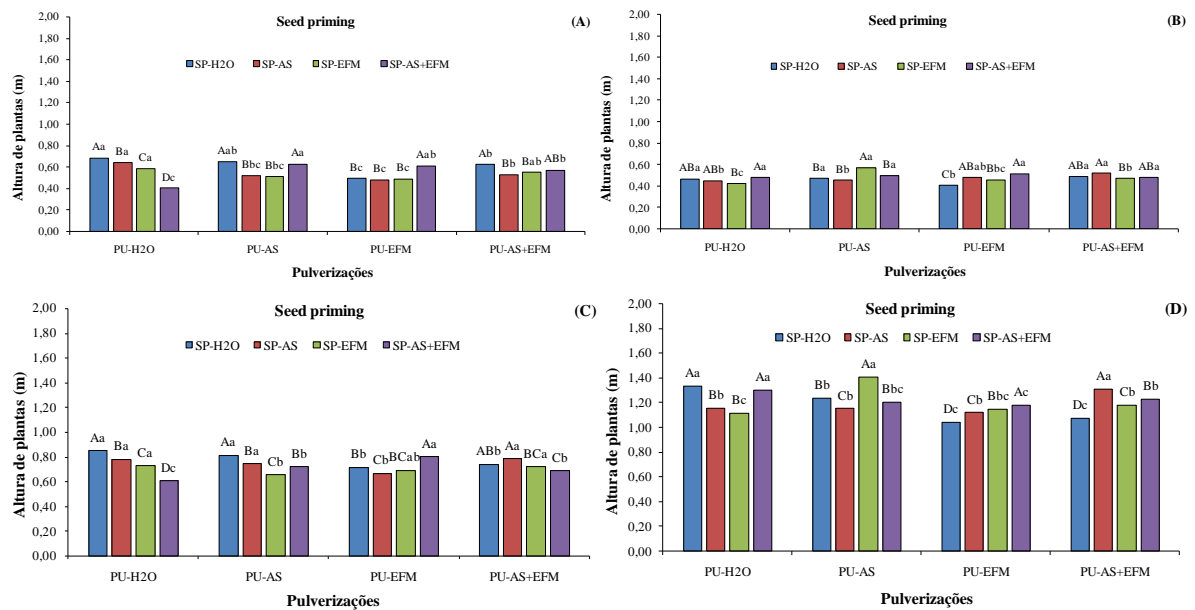 Seed priming (A)
SP-H2O SP-AS SP-EFM SP-AS+EFM
Altura de plantas (m)
2,00
1,80
1,60
1,40
1,20
1,00
0,80
0,60
0,40
0,20
0,00
Aa Ba Ca Dc Aab Bbc Bbc Aa Bc Bc Bc Aab Ab Bb Bab ABb
PU-H2O PU-AS PU-EFM PU-AS+EFM
Pulverizações
Seed priming (B)
SP-H2O SP-AS SP-EFM SP-AS+EFM
Altura de plantas (m)
2,00
1,80
1,60
1,40
1,20
1,00
0,80
0,60
0,40
0,20
0,00
ABa ABb Bc Aa Ba Bb Aa Ba Cb ABab Bbc Aa ABa Aa Bb ABa
PU-H2O PU-AS PU-EFM PU-AS+EFM
Pulverizações
Seed priming (C)
SP-H2O SP-AS SP-EFM SP-AS+EFM
Altura de plantas (m)
2,00
1,80
1,60
1,40
1,20
1,00
0,80
0,60
0,40
0,20
0,00
Aa Ba Ca Dc Aa Ba Cb Bb Bb Cb BCab Aa ABb Aa BCa Cb
PU-H2O PU-AS PU-EFM PU-AS+EFM
Pulverizações
Seed priming (D)
SP-H2O SP-AS SP-EFM SP-AS+EFM
Altura de plantas (m)
2,00
1,80
1,60
1,40
1,20
1,00
0,80
0,60
0,40
0,20
0,00
Aa Bb Bc Aa Bb Cb Aa Bbc Dc Cb Bbc Ac Dc Aa Cb Bb
PU-H2O PU-AS PU-EFM PU-AS+EFM
Pulverizações